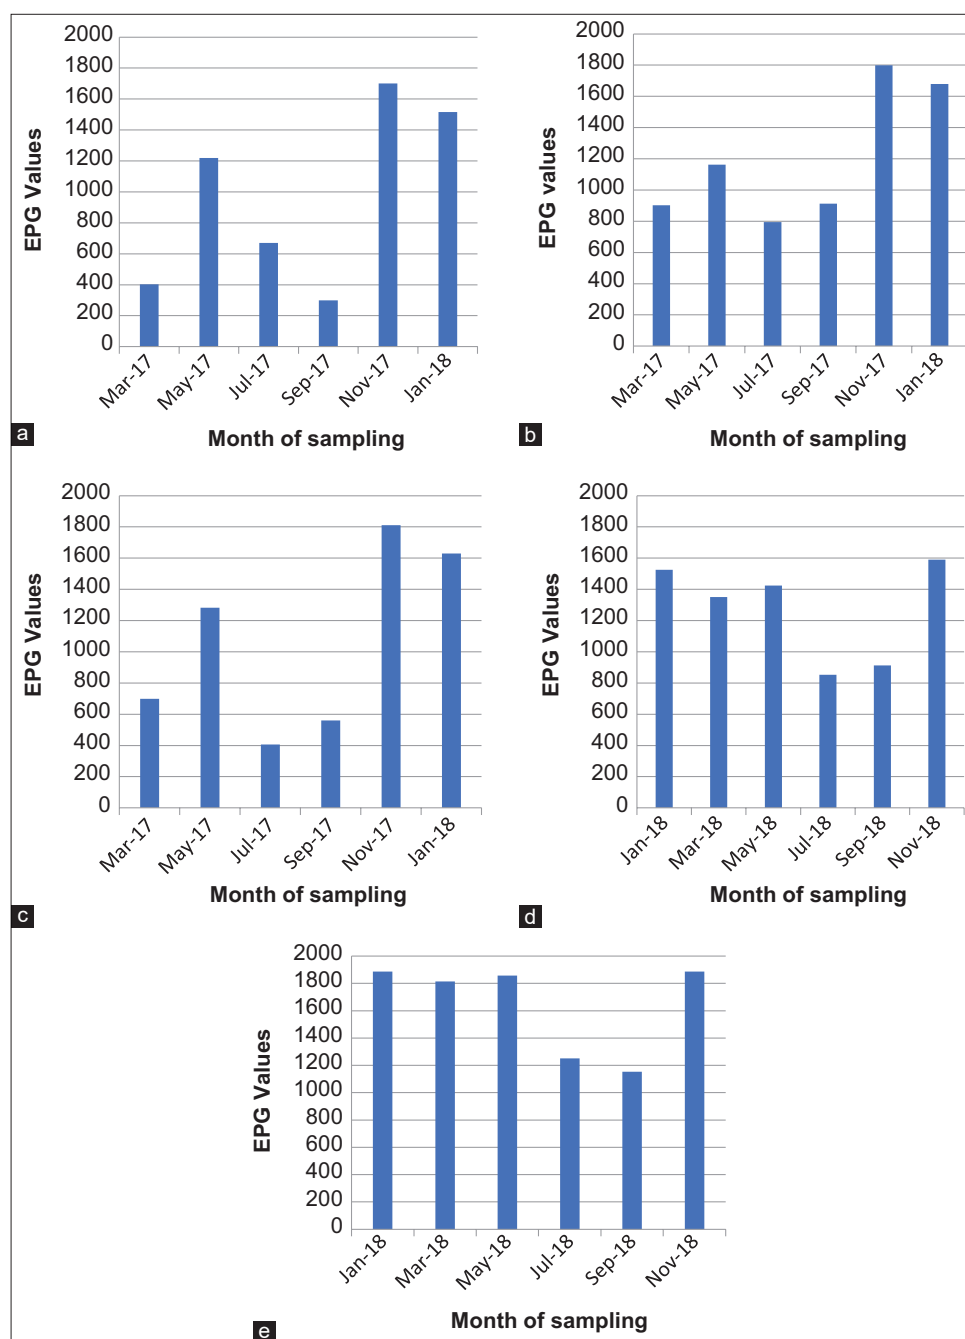 2000
1800
1600
1400
1200
1000
800
600
400
200
0
EPG Values
Mar-17 May-17 Jul-17 Sep-17 Nov-17 Jan-18
Month of sampling
a
2000
1800
1600
1400
1200
1000
800
600
400
200
0
EPG values
Mar-17 May-17 Jul-17 Sep-17 Nov-17 Jan-18
Month of sampling
b
2000
1800
1600
1400
1200
1000
800
600
400
200
0
EPG Values
Mar-17 May-17 Jul-17 Sep-17 Nov-17 Jan-18
Month of sampling
c
2000
1800
1600
1400
1200
1000
800
600
400
200
0
EPG Values
Jan-18 Mar-18 May-18 Jul-18 Sep-18 Nov-18
Month of sampling
d
2000
1800
1600
1400
1200
1000
800
600
400
200
0
EPG Values
Jan-18 Mar-18 May-18 Jul-18 Sep-18 Nov-18
Month of sampling
e